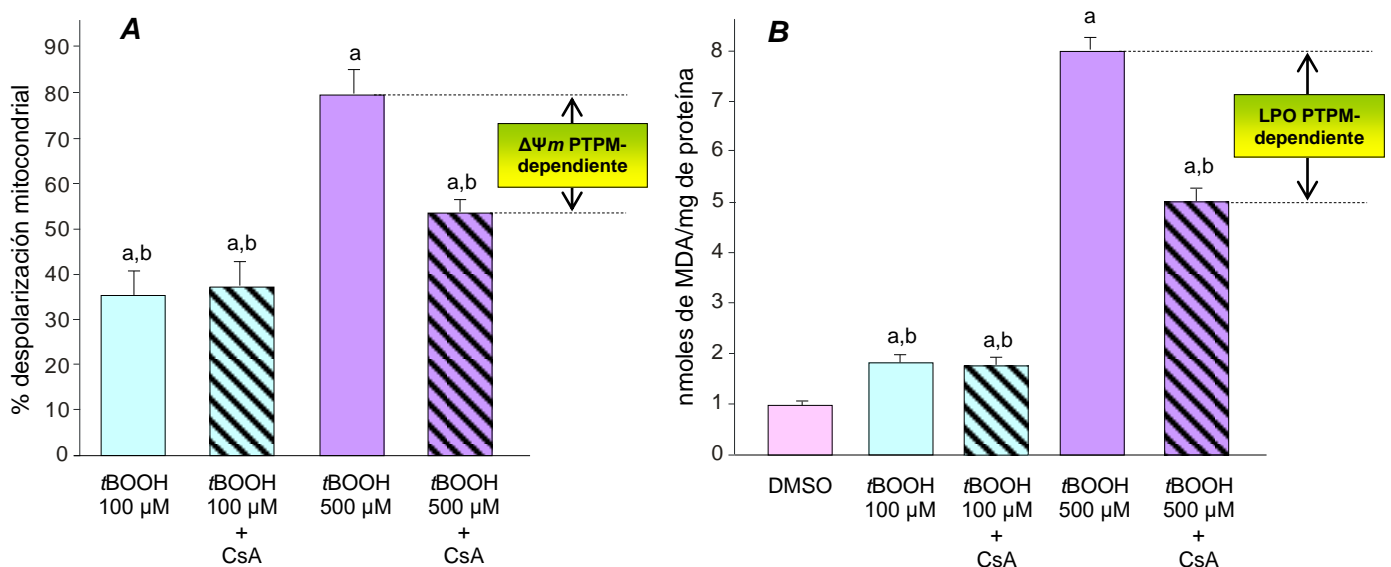 A
% despolarización mitocondrial
90
80
70
60
50
40
30
20
10
0
a,b
a,b
a
a,b
ΔΨm PTPM-
dependiente
tBOOH
100 µM
tBOOH
100 µM
+
CsA
tBOOH
500 µM
tBOOH
500 µM
+
CsA
B
nmoles de MDA/mg de proteína
8
7
6
5
4
3
2
1
0
a,b
a,b
a
a,b
LPO PTPM-
dependiente
DMSO
tBOOH
100 µM
tBOOH
100 µM
+
CsA
tBOOH
500 µM
tBOOH
500 µM
+
CsA